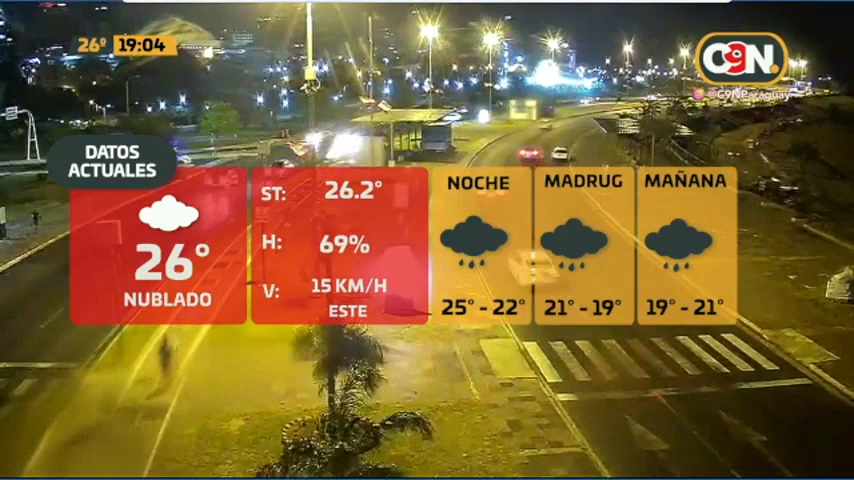 26° 19:04
C9N
@C9NParaguay
DATOS
ACTUALES
26°
NUBLADO
ST: 26.2°
H: 69%
V: 15 KM/H
ESTE
NOCHE
25° - 22°
MADRUG
21° - 19°
MAÑANA
19° - 21°